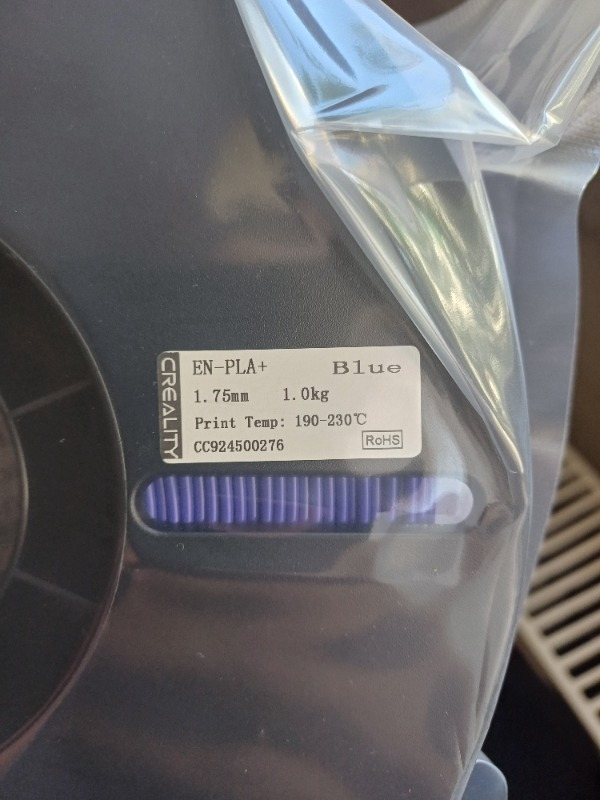 CREALITY
EN-PLA+ Blue
1.75mm 1.0kg
Print Temp: 190-230℃
CC924500276 RoHS